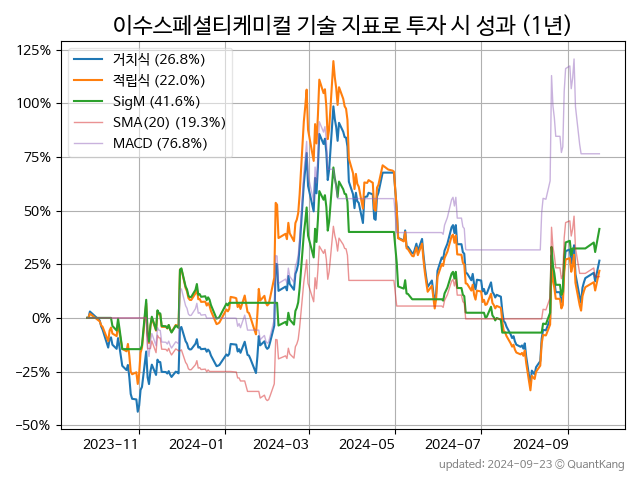 이수스페셜티케미컬 기술 지표로 투자 시 성과 (1년)
125%
100%
75%
50%
25%
0%
−25%
−50%
거치식 (26.8%)
적립식 (22.0%)
SigM (41.6%)
SMA(20) (19.3%)
MACD (76.8%)
2023-11
2024-01
2024-03
2024-05
2024-07
2024-09
updated: 2024-09-23 © QuantKang